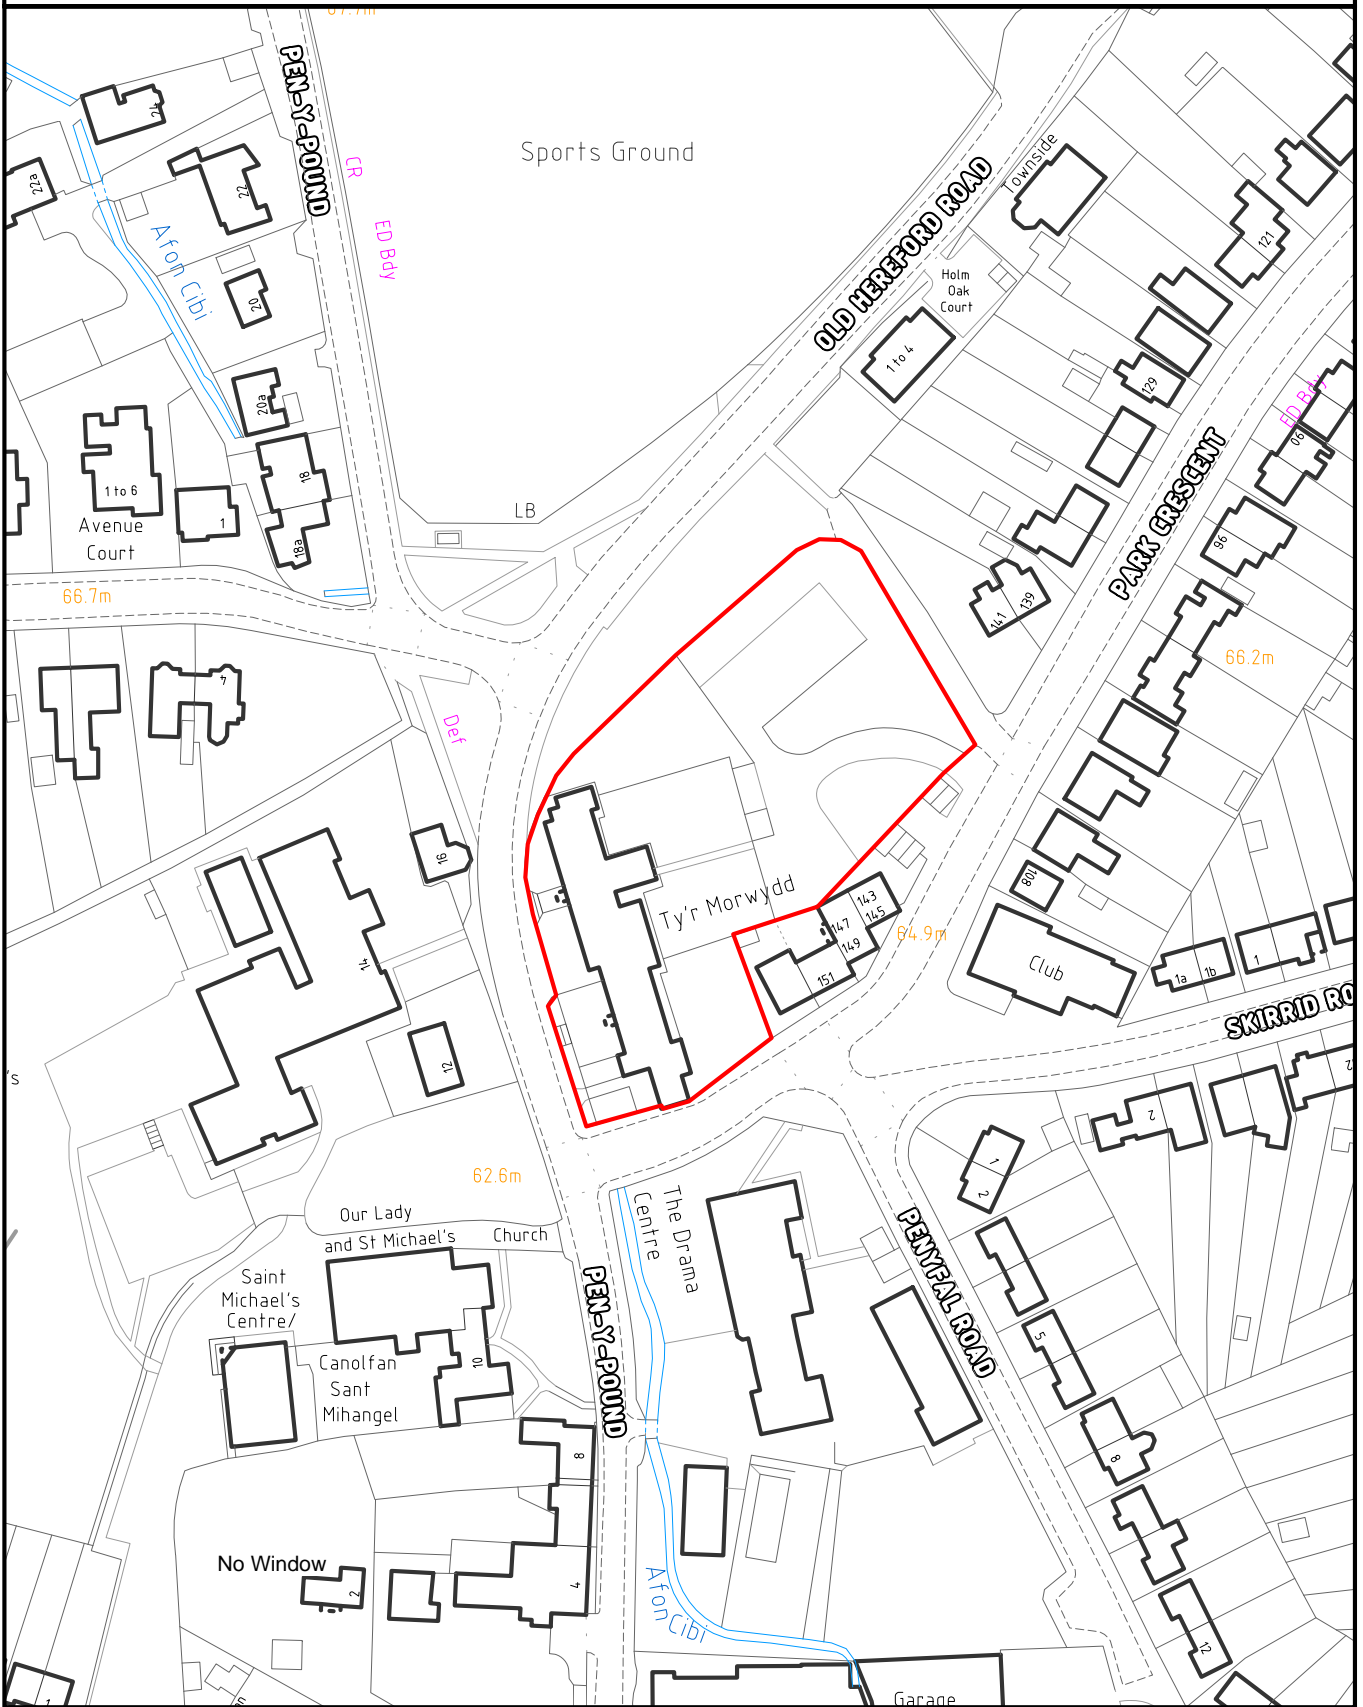 PEN-Y-POUND
24
22a
22
CR
ED Bdy
Afon Cibi
20
Sports Ground
OLD HEREFORD ROAD
Townside
Holm
Oak
Court
1 to 4
121
129
ED Bdy
90
PARK CRESCENT
96
20a
18
18a
1 to 6
1
Avenue
Court
LB
66.7m
4
Def
141
139
66.2m
16
14
12
Ty'r Morwydd
143
145
147
149
151
64.9m
108
Club
1a
1b
1
SKIRRID RO
's
62.6m
Our Lady
and St Michael's
Church
The Drama
Centre
2
1
2
PENYFAL ROAD
Saint
Michael's
Centre/
Canolfan
Sant
Mihangel
10
PEN-Y-POUND
5
8
8
No Window
2
4
Afon Cibi
12
1
Garage